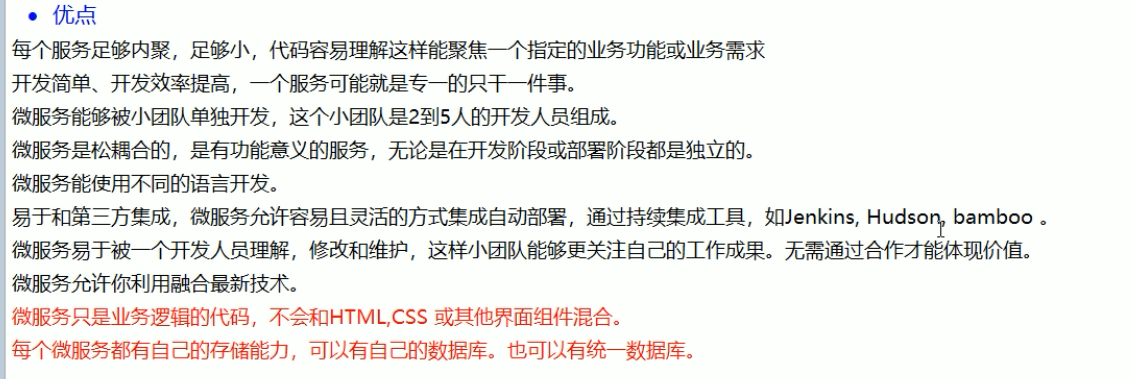 优点
每个服务足够内聚，足够小，代码容易理解这样能聚焦一个指定的业务功能或业务需求
开发简单、开发效率提高，一个服务可能就是专一的只干一件事。
微服务能够被小团队单独开发，这个小团队是2到5人的开发人员组成。
微服务是松耦合的，是有功能意义的服务，无论是在开发阶段或部署阶段都是独立的。
微服务能使用不同的语言开发。
易于和第三方集成，微服务允许容易且灵活的方式集成自动部署，通过持续集成工具，如Jenkins, Hudson, bamboo 。
微服务易于被一个开发人员理解，修改和维护，这样小团队能够更关注自己的工作成果。无需通过合作才能体现价值。
微服务允许你利用融合最新技术。
微服务只是业务逻辑的代码，不会和HTML,CSS 或其他界面组件混合。
每个微服务都有自己的存储能力，可以有自己的数据库。也可以有统一数据库。